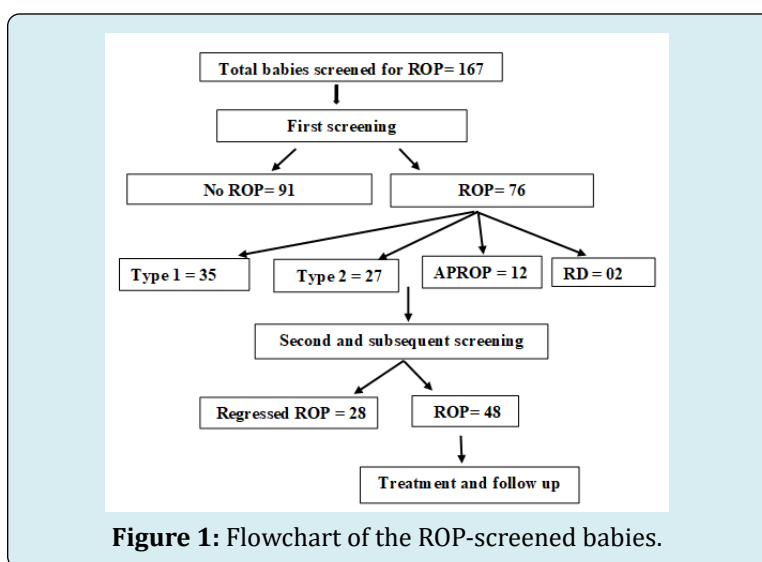 Total babies screened for ROP= 167
First screening
No ROP= 91
ROP= 76
Type 1 = 35
Type 2 = 27
APROP = 12
RD = 02
Second and subsequent screening
Regressed ROP = 28
ROP= 48
Treatment and follow up
Figure 1: Flowchart of the ROP-screened babies.